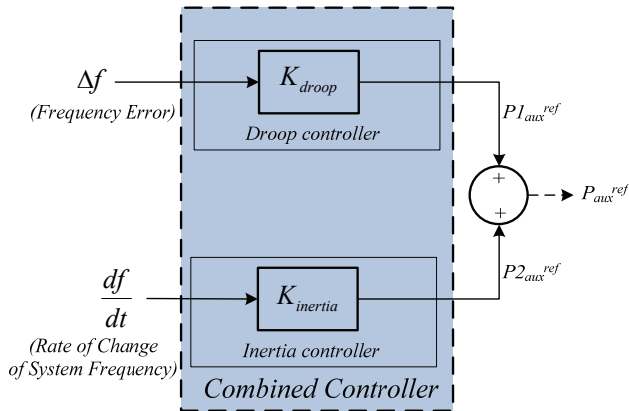 Δf
(Frequency Error)
K_droop
Droop controller
P1_aux^ref
+
+
P_aux^ref
df
dt
(Rate of Change
of System Frequency)
K_inertia
Inertia controller
P2_aux^ref
Combined Controller